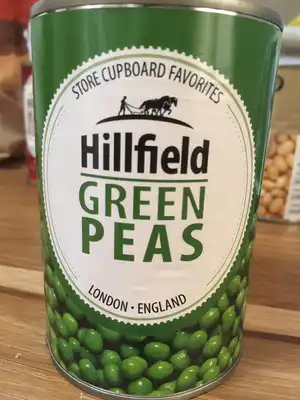 STORE CUPBOARD FAVORITES
Hillfield
GREEN
PEAS
LONDON • ENGLAND